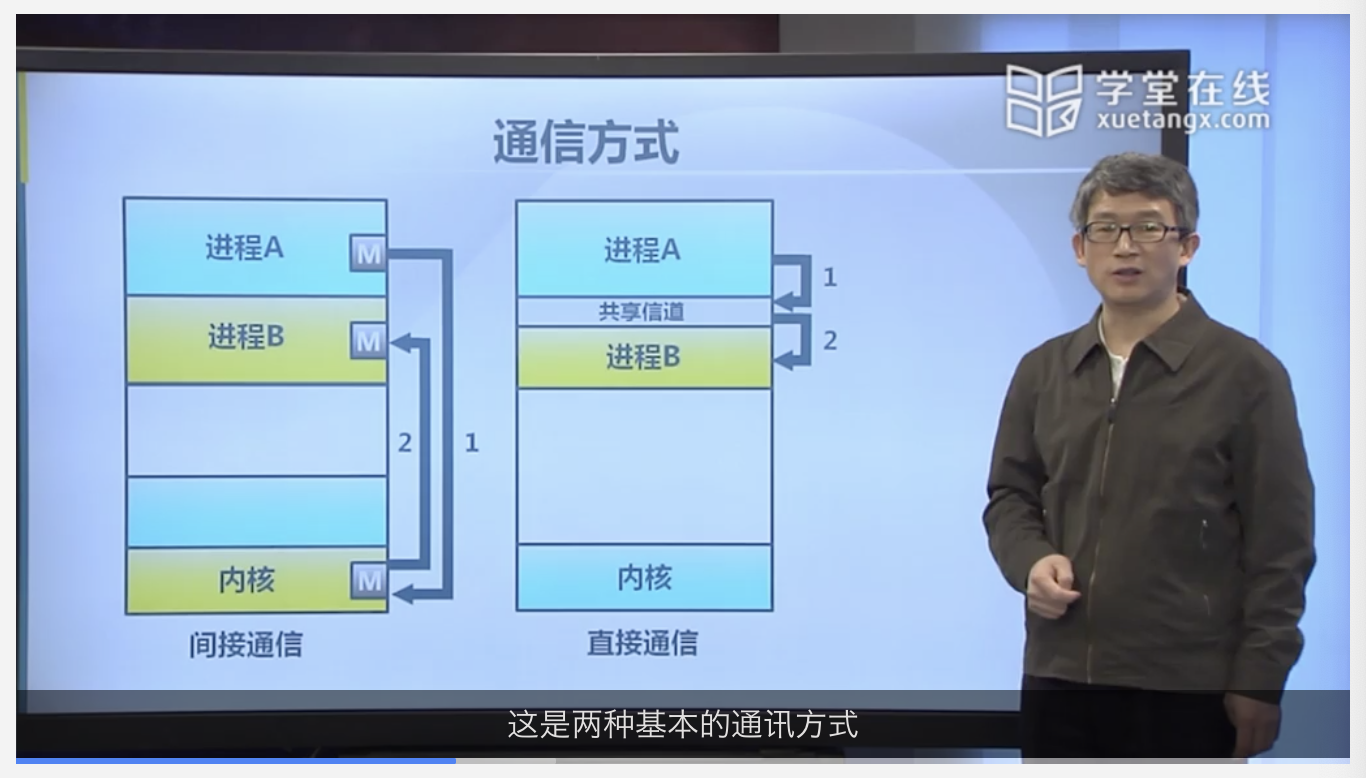 学堂在线
xuetangx.com
通信方式
进程A
M
进程B
M
2
1
内核
M
间接通信
进程A
1
共享信道
2
进程B
内核
直接通信
这是两种基本的通讯方式